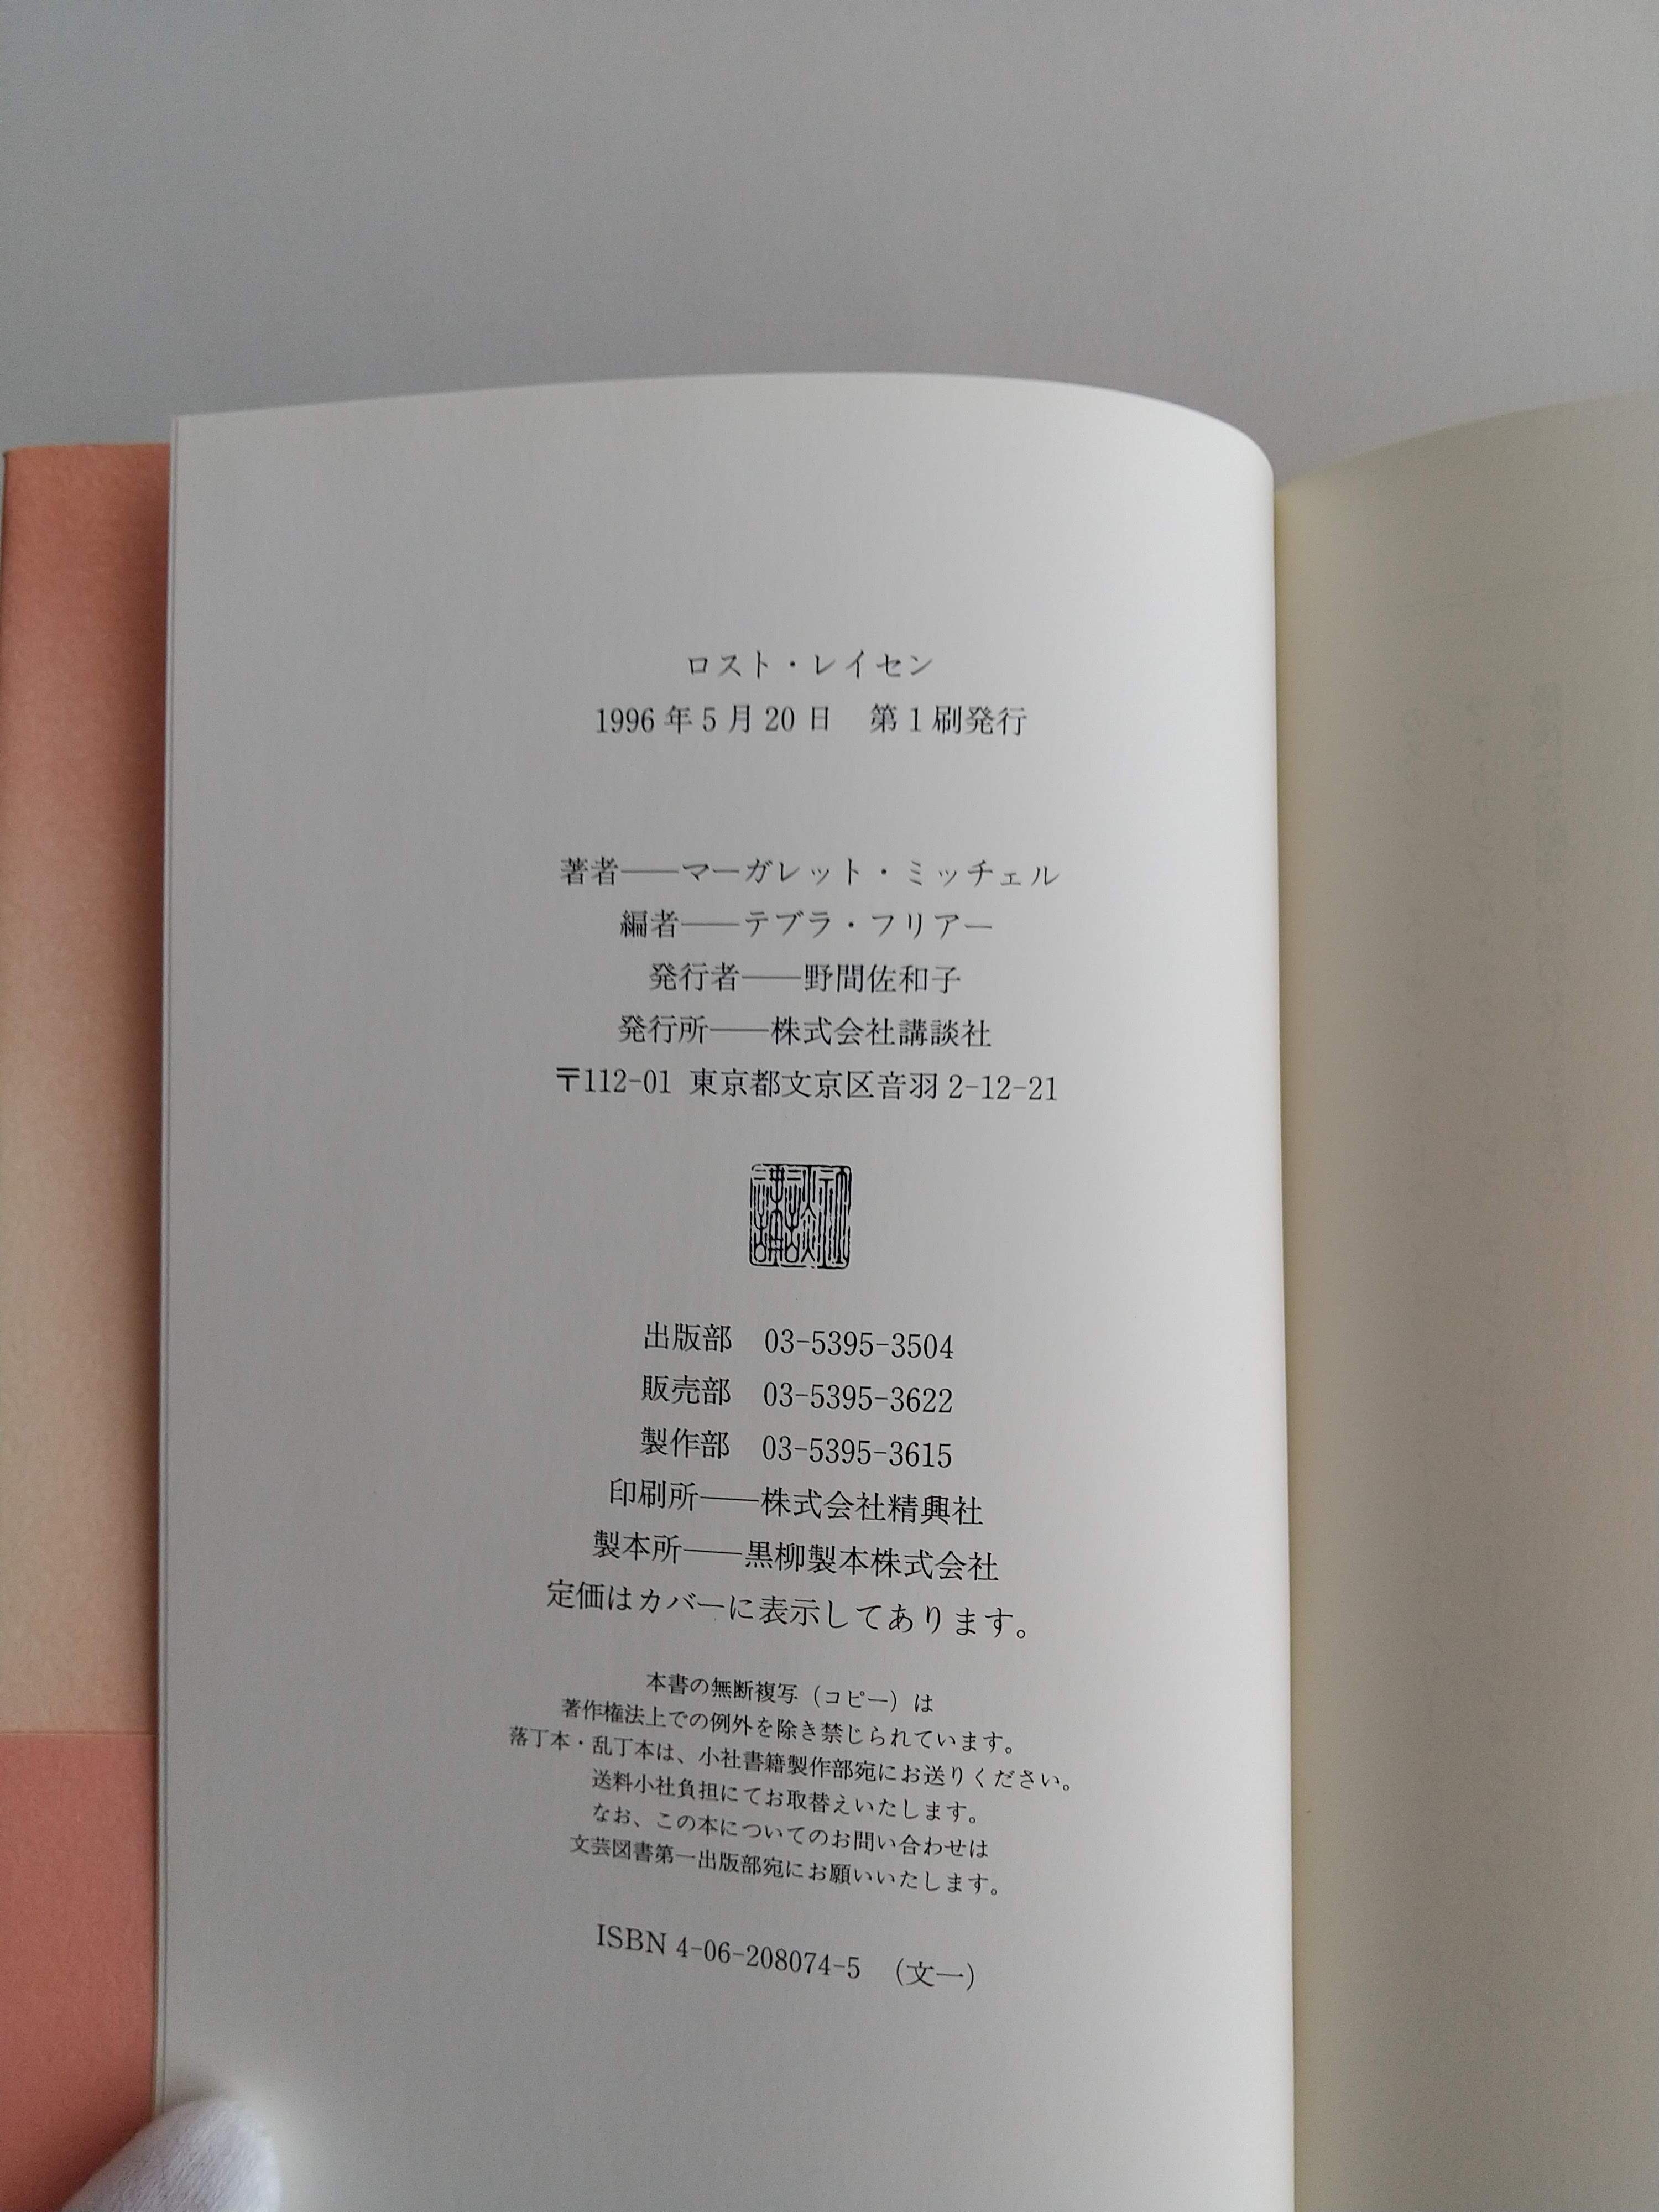 ロスト・レイセン
1996年5月20日　第1刷発行
著者――マーガレット・ミッチェル
編者――テブラ・フリアー
発行者――野間佐和子
発行所――株式会社講談社
〒112-01 東京都文京区音羽2-12-21
講談社
出版部　03-5395-3504
販売部　03-5395-3622
製作部　03-5395-3615
印刷所――株式会社精興社
製本所――黒柳製本株式会社
定価はカバーに表示してあります。
本書の無断複写（コピー）は
著作権法上での例外を除き禁じられています。
落丁本・乱丁本は、小社書籍製作部宛にお送りください。
送料小社負担にてお取替えいたします。
なお、この本についてのお問い合わせは
文芸図書第一出版部宛にお願いいたします。
ISBN 4-06-208074-5　（文一）